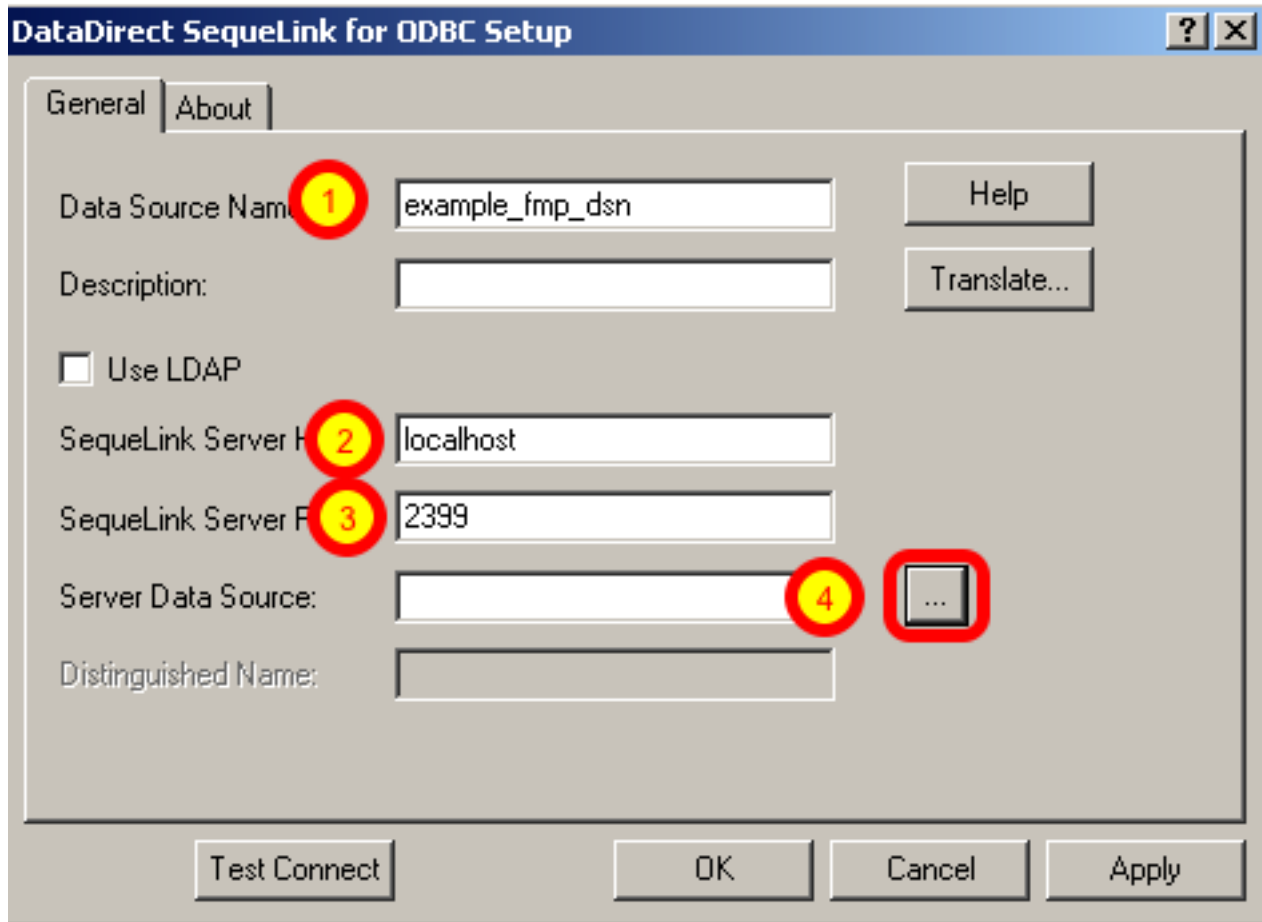 DataDirect SequeLink for ODBC Setup
? X
General About
Data Source Nam 1 example_fmp_dsn Help
Description: Translate...
Use LDAP
SequeLink Server 2 localhost
SequeLink Server 3 2399
Server Data Source: 4 ...
Distinguished Name:
Test Connect OK Cancel Apply